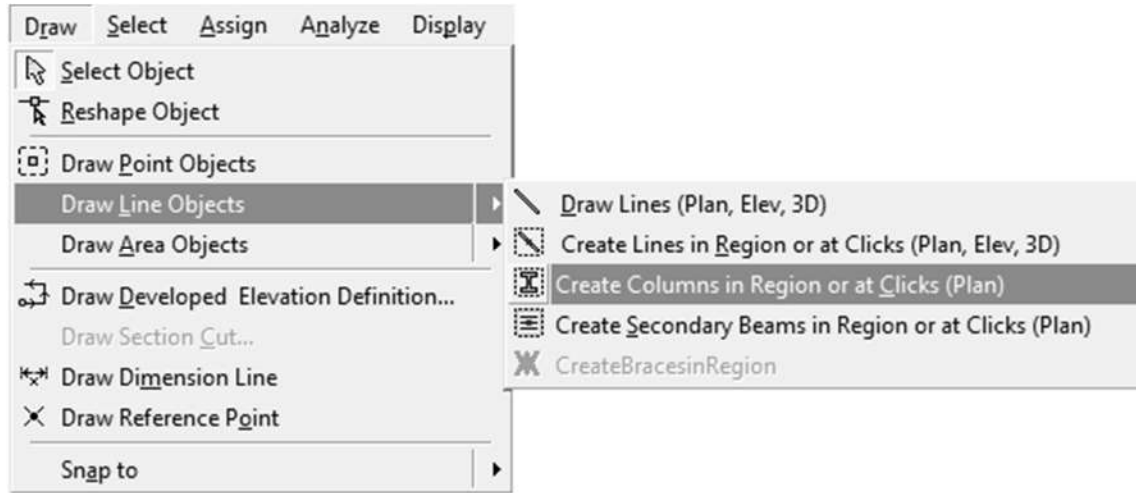 Draw Select Assign Analyze Display
Select Object
Reshape Object
Draw Point Objects
Draw Line Objects
Draw Area Objects
Draw Developed Elevation Definition...
Draw Section Cut...
Draw Dimension Line
Draw Reference Point
Snap to
Draw Lines (Plan, Elev, 3D)
Create Lines in Region or at Clicks (Plan, Elev, 3D)
Create Columns in Region or at Clicks (Plan)
Create Secondary Beams in Region or at Clicks (Plan)
CreateBracesinRegion